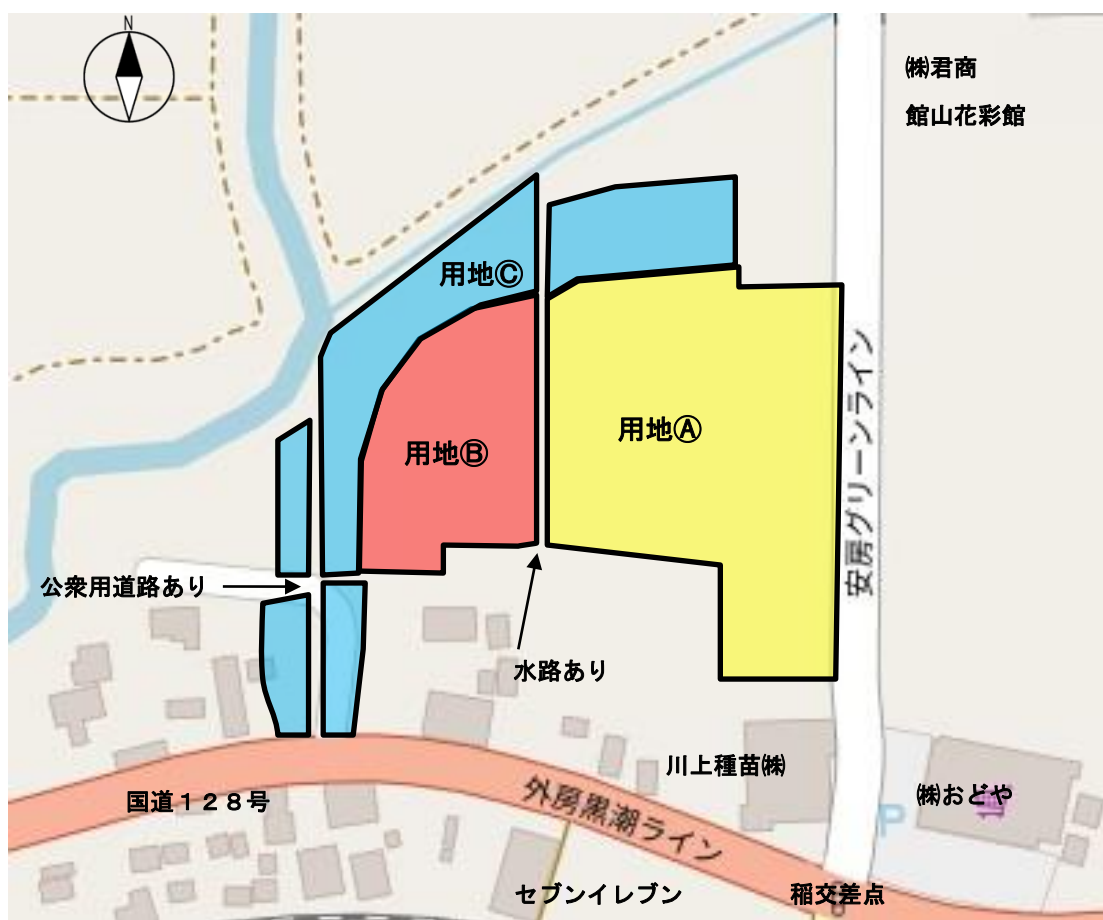 N
㈱君商
館山花彩館
用地Ⓒ
用地Ⓐ
用地Ⓑ
安房グリーンライン
公衆用道路あり
水路あり
川上種苗㈱
国道１２８号
外房黒潮ライン
㈱おどや
P
セブンイレブン
稲交差点